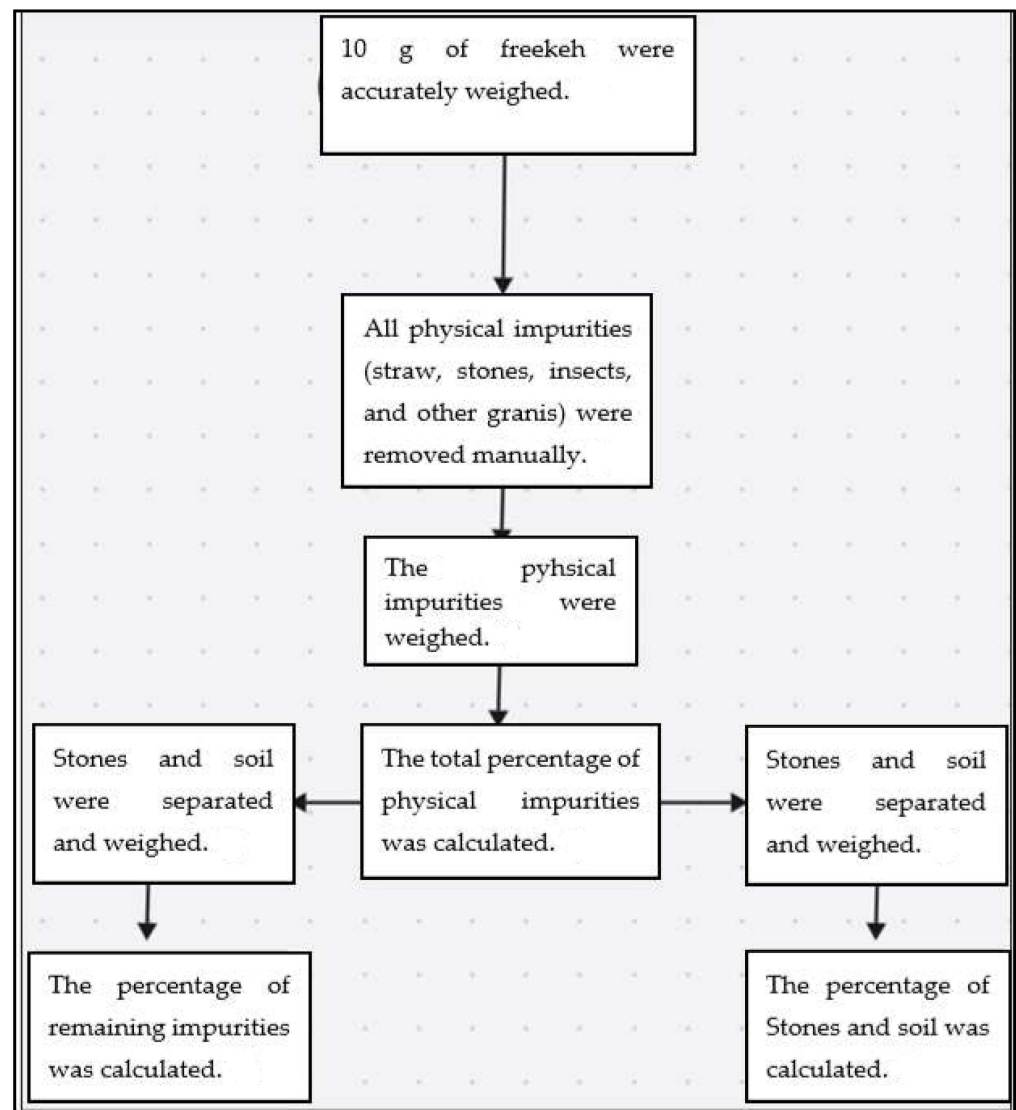 10 g of freekeh were
accurately weighed.
All physical impurities
(straw, stones, insects,
and other granis) were
removed manually.
The pyhsical
impurities were
weighed.
Stones and soil
were separated
and weighed.
The total percentage of
physical impurities
was calculated.
Stones and soil
were separated
and weighed.
The percentage of
remaining impurities
was calculated.
The percentage of
Stones and soil was
calculated.